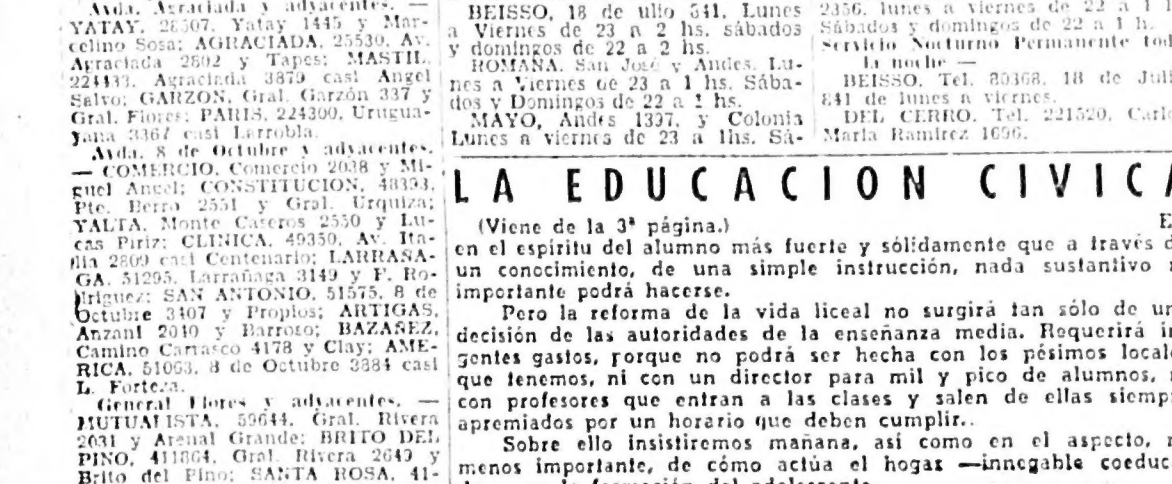 Avda. Agraciada y adyacentes. —
YATAY, 28507, Yatay 1445 y Mar-
celino Sosa; AGRACIADA, 25530, Av.
Agraciada 2802 y Tapes; MASTIL,
224433, Agraciada 3879 casi Angel
Salvo; GARZON, Gral. Garzón 337 y
Gral. Flores; PARIS, 224300, Urugua-
yana 3367 casi Larrobla.
Avda. 8 de Octubre y adyacentes.
— COMERCIO, Comercio 2038 y Mi-
guel Angel; CONSTITUCION, 48393,
Pte. Berro 2551 y Gral. Urquiza;
YALTA, Monte Caseros 2550 y Lu-
cas Piriz; CLINICA, 49350, Av. Ita-
lia 2809 casi Centenario; LARRAÑA-
GA, 51295, Larrañaga 3149 y F. Ro-
driguez; SAN ANTONIO, 51575, 8 de
Octubre 3407 y Propios; ARTIGAS,
Anzani 2040 y Barroso; BAZAÑEZ,
Camino Carrasco 4178 y Clay; AME-
RICA, 51063, 8 de Octubre 3884 casi
L. Forteza.
General Flores y adyacentes. —
MUTUALISTA, 59644, Gral. Rivera
2031 y Arenal Grande; BRITO DEL
PINO, 411864, Gral. Rivera 2649 y
Brito del Pino; SANTA ROSA, 41-
BEISSO, 18 de ulio 841, Lunes
a Viernes de 23 a 2 hs. sábados
y domingos de 22 a 2 hs.
ROMANA, San José y Andes, Lu-
nes a Viernes de 23 a 1 hs. Sába-
dos y Domingos de 22 a 1 hs.
MAYO, Andes 1397, y Colonia
Lunes a viernes de 23 a 1hs. Sá-
2356, lunes a viernes de 22 a 1 h
Sábados y domingos de 22 a 1 h.
Servicio Nocturno Permanente tod
la noche —
BEISSO, Tel. 80368, 18 de Juli
841 de lunes a viernes.
DEL CERRO, Tel. 221520, Carlo
María Ramírez 1696.
LA EDUCACION CIVICA
(Viene de la 3ª página.) E
en el espíritu del alumno más fuerte y sólidamente que a través d
un conocimiento, de una simple instrucción, nada sustantivo
importante podrá hacerse.
Pero la reforma de la vida liceal no surgirá tan sólo de un
decisión de las autoridades de la enseñanza media. Requerirá in
gentes gastos, porque no podrá ser hecha con los pésimos locale
que tenemos, ni con un director para mil y pico de alumnos,
con profesores que entran a las clases y salen de ellas siempr
apremiados por un horario que deben cumplir..
Sobre ello insistiremos mañana, así como en el aspecto,
menos importante, de cómo actúa el hogar —innegable coeduc